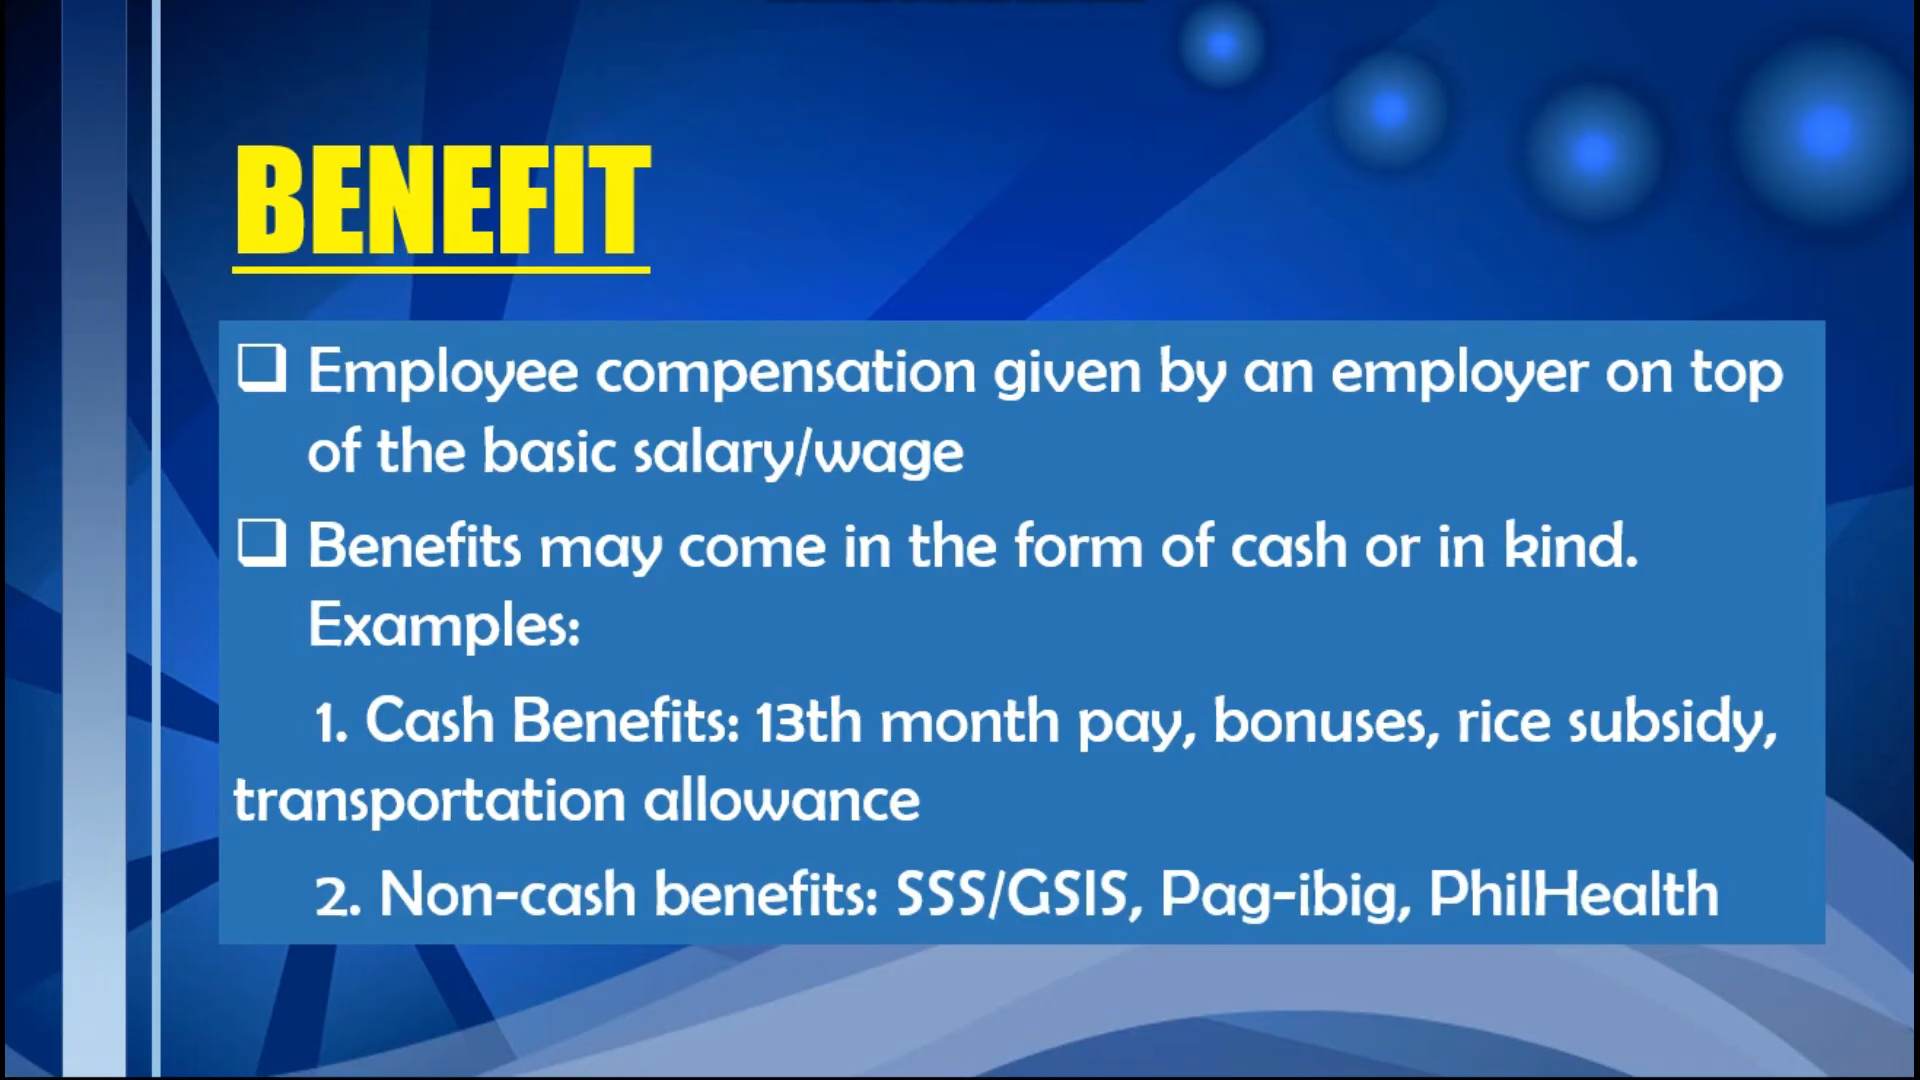 BENEFIT
Employee compensation given by an employer on top
of the basic salary/wage
Benefits may come in the form of cash or in kind.
Examples:
1. Cash Benefits: 13th month pay, bonuses, rice subsidy,
transportation allowance
2. Non-cash benefits: SSS/GSIS, Pag-ibig, PhilHealth